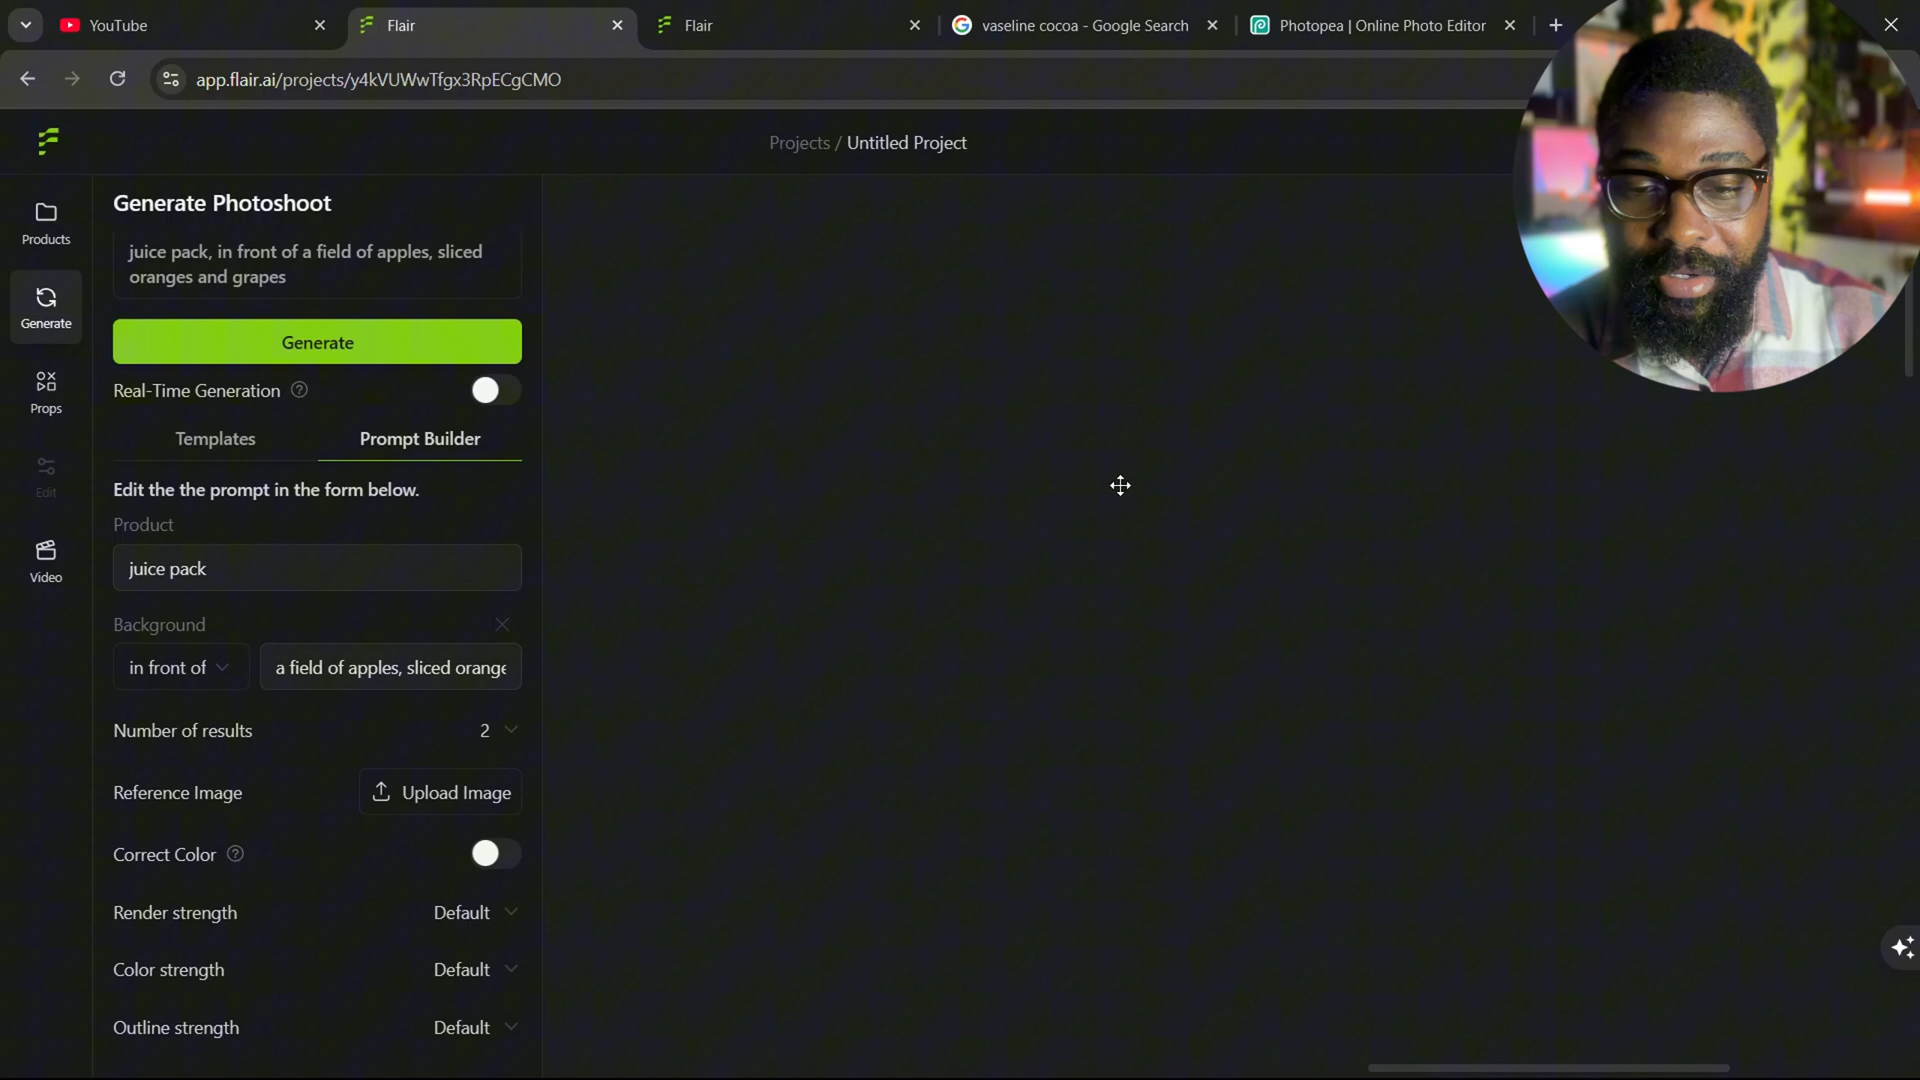 YouTube
Flair
Flair
vaseline cocoa - Google Search
Photopea | Online Photo Editor
app.flair.ai/projects/y4kVUWwTfgx3RpECgCMO
Projects / Untitled Project
Products
Generate
Props
Edit
Video
Generate Photoshoot
juice pack, in front of a field of apples, sliced
oranges and grapes
Generate
Real-Time Generation
Templates
Prompt Builder
Edit the the prompt in the form below.
Product
juice pack
Background
in front of
a field of apples, sliced orange
Number of results
2
Reference Image
Upload Image
Correct Color
Render strength
Default
Color strength
Default
Outline strength
Default